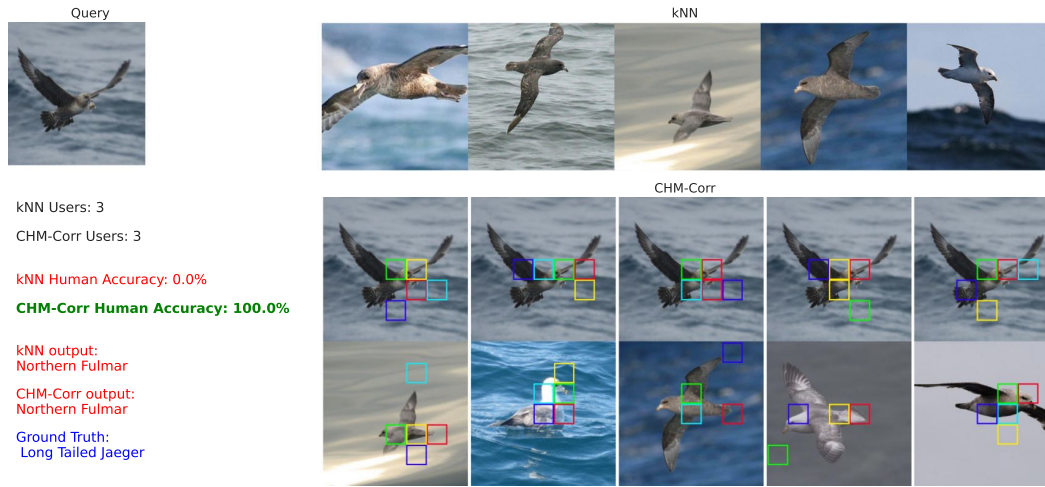 Query
kNN
kNN Users: 3
CHM-Corr Users: 3
kNN Human Accuracy: 0.0%
CHM-Corr Human Accuracy: 100.0%
kNN output:
Northern Fulmar
CHM-Corr output:
Northern Fulmar
Ground Truth:
Long Tailed Jaeger
CHM-Corr